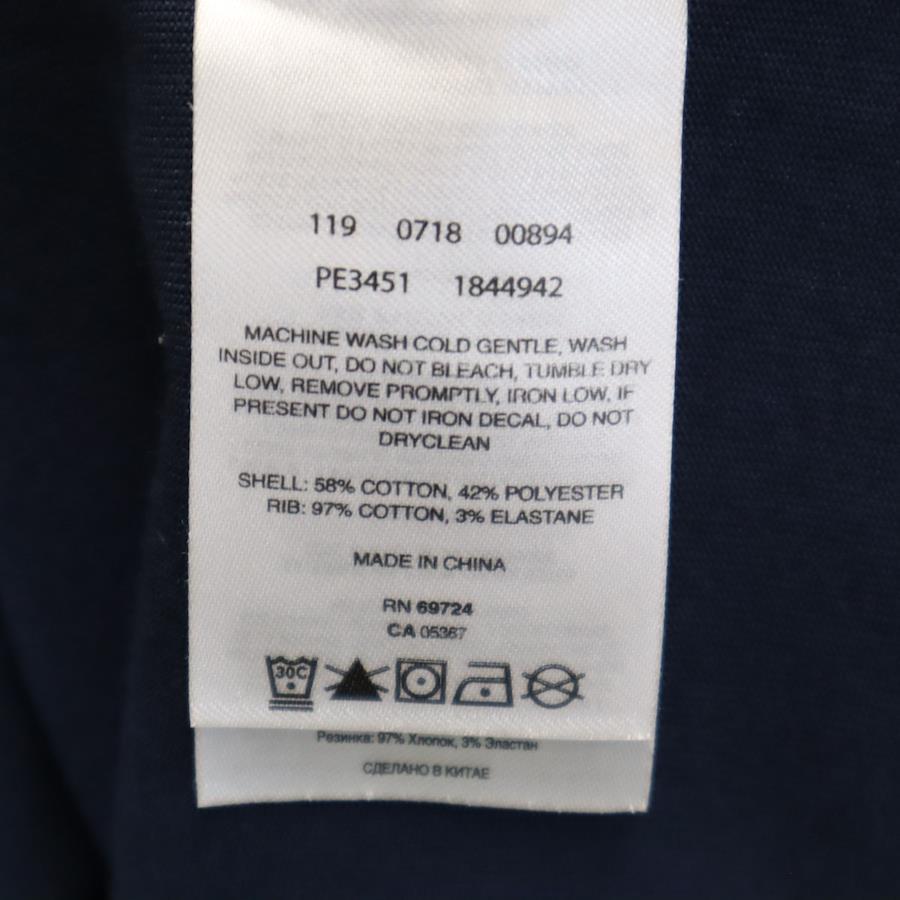 119 0718 00894
PE3451 1844942
MACHINE WASH COLD GENTLE, WASH
INSIDE OUT, DO NOT BLEACH, TUMBLE DRY
LOW, REMOVE PROMPTLY, IRON LOW, IF
PRESENT DO NOT IRON DECAL, DO NOT
DRYCLEAN
SHELL: 58% COTTON, 42% POLYESTER
RIB: 97% COTTON, 3% ELASTANE
MADE IN CHINA
RN 69724
CA 05367
30C
Резинка: 97% Хлопок, 3% Эластан
СДЕЛАНО В КИТАЕ